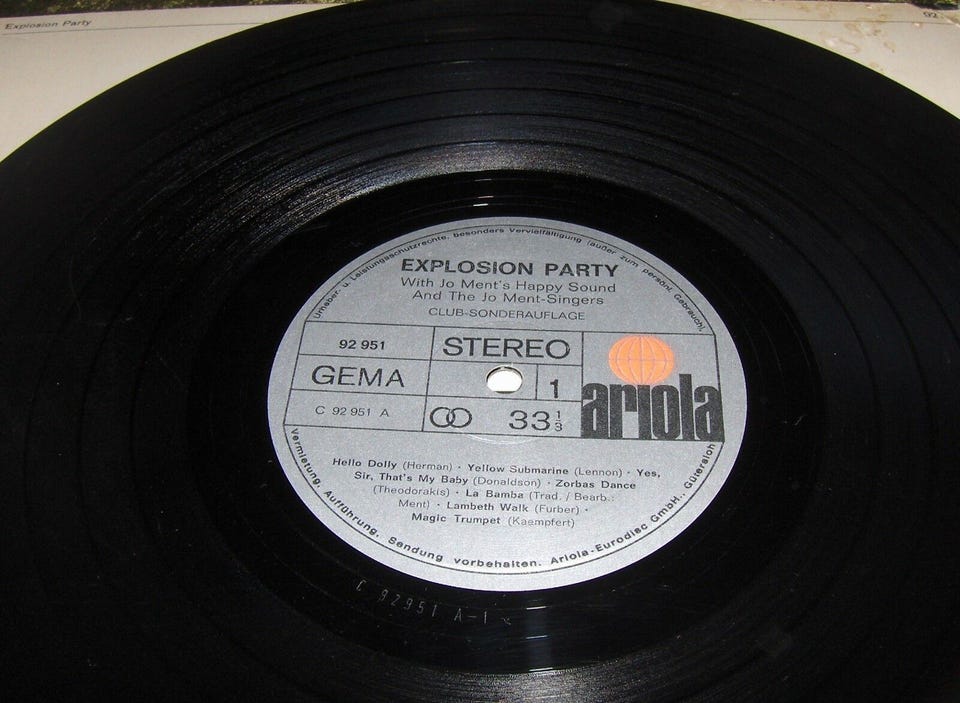 Explosion Party
92
Urheber- u. Leistungsschutzrechte, besonders Vervielfältigung (außer zum persönl. Gebrauch),
EXPLOSION PARTY
With Jo Ment's Happy Sound
And The Jo Ment-Singers
CLUB-SONDERAUFLAGE
92 951
STEREO
GEMA
1
C 92 951 A
33 1/3
ariola
Hello Dolly (Herman) · Yellow Submarine (Lennon) · Yes,
Sir, That's My Baby (Donaldson) · Zorbas Dance
(Theodorakis) · La Bamba (Trad. / Bearb.:
Ment) · Lambeth Walk (Furber) ·
Magic Trumpet (Kaempfert)
Vermietung, Aufführung, Sendung vorbehalten. Ariola-Eurodisc GmbH., Gütersloh
C 92951 A-1